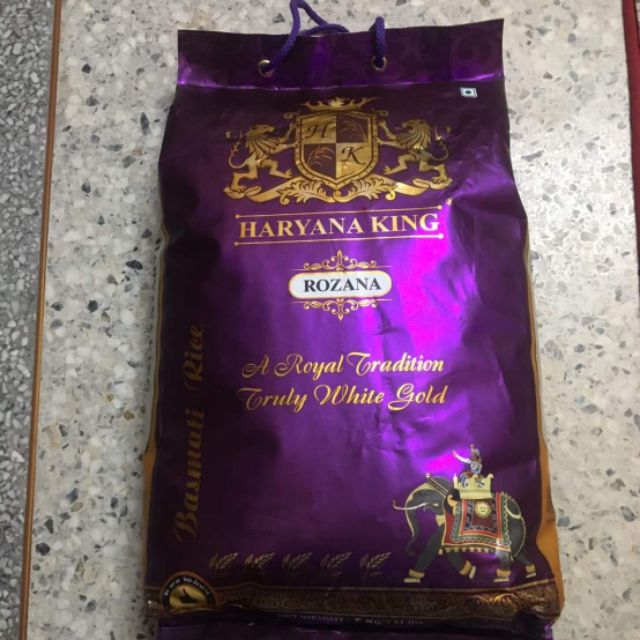 H
K
HARYANA KING
ROZANA
A Royal Tradition
Truly White Gold
Basmati Rice